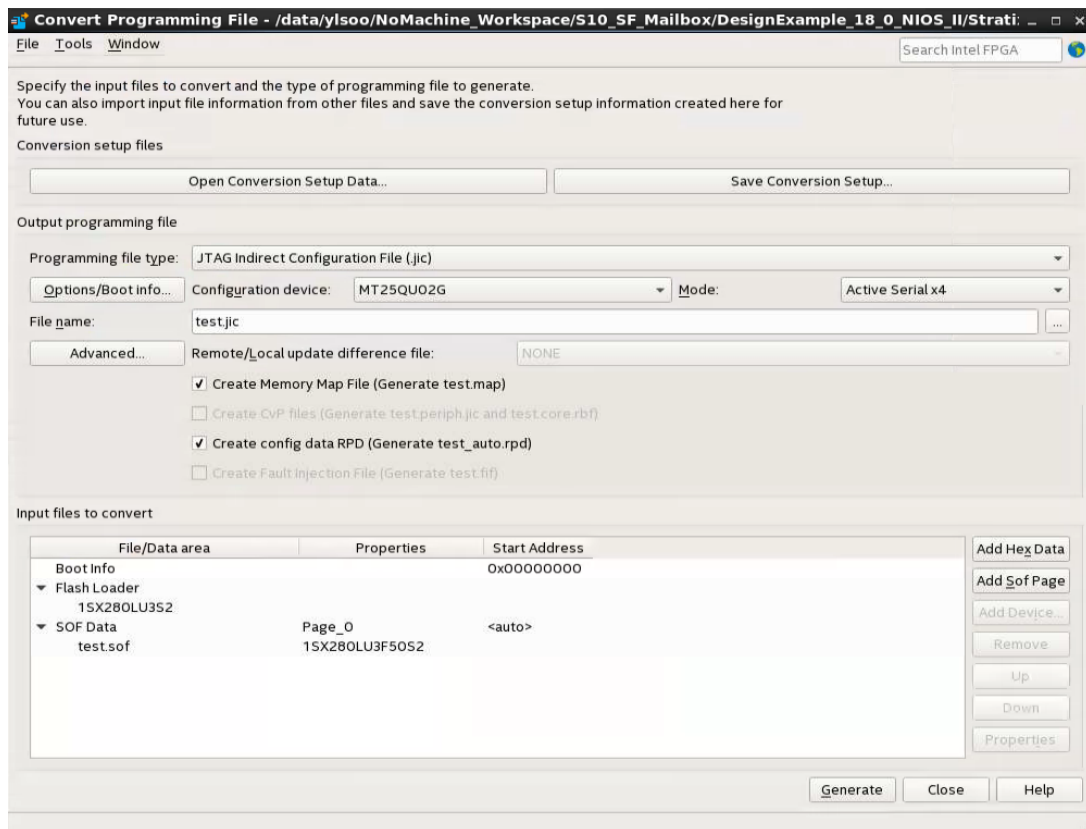 Convert Programming File - /data/ylsoo/NoMachine_Workspace/S10_SF_Mailbox/DesignExample_18_0_NIOS_II/Strati
File Tools Window
Search Intel FPGA
Specify the input files to convert and the type of programming file to generate.
You can also import input file information from other files and save the conversion setup information created here for
future use.
Conversion setup files
Open Conversion Setup Data...
Save Conversion Setup...
Output programming file
Programming file type: JTAG Indirect Configuration File (.jic)
Options/Boot info... Configuration device: MT25QU02G Mode: Active Serial x4
File name: test.jic ...
Advanced... Remote/Local update difference file: NONE
Create Memory Map File (Generate test.map)
Create CvP files (Generate test.periph.jic and test.core.rbf)
Create config data RPD (Generate test_auto.rpd)
Create Fault Injection File (Generate test.fif)
Input files to convert
File/Data area Properties Start Address
Boot Info 0x00000000
Flash Loader
1SX280LU3S2
SOF Data Page_0 <auto>
test.sof 1SX280LU3F50S2
Add Hex Data
Add Sof Page
Add Device...
Remove
Up
Down
Properties
Generate Close Help